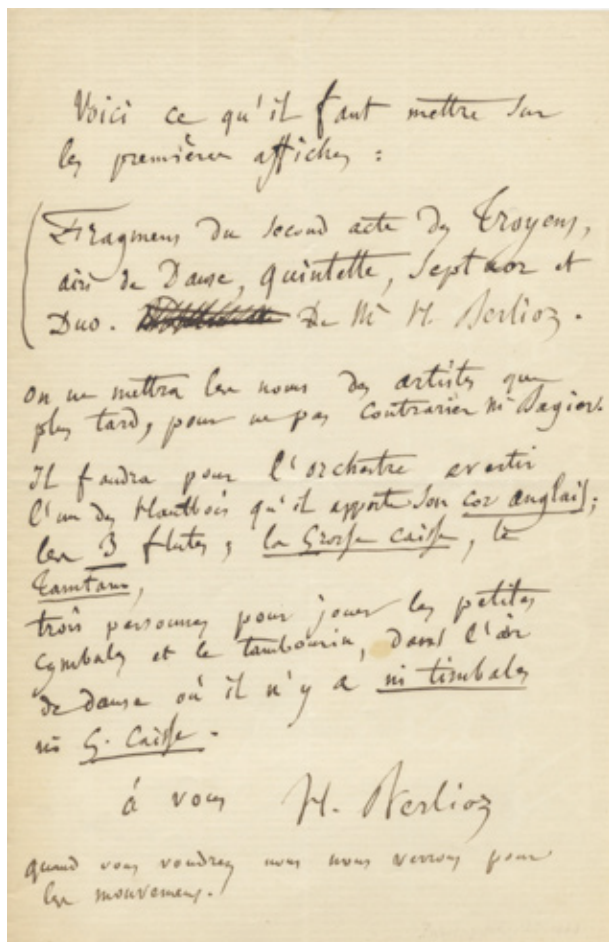 Voici ce qu'il faut mettre sur
les premières affiches :
Fragmens du second acte des Troyens,
airs de Danse, Quintette, Septuor et
Duo. De Mr H. Berlioz.
on ne mettra les noms des artistes que
plus tard, pour ne pas contrarier Mr Bagier.
Il faudra pour l'orchestre avertir
l'un des Hautbois qu'il apporte son cor anglais;
les 3 flutes, la Grosse caisse, le
Tamtam,
trois personnes pour jouer les petites
cymbales et le tambourin, dans l'air
de danse où il n'y a ni timbales
ni G. Caisse.
à vous H. Berlioz
quand vous voudrez nous nous verrons pour
les mouvemens.